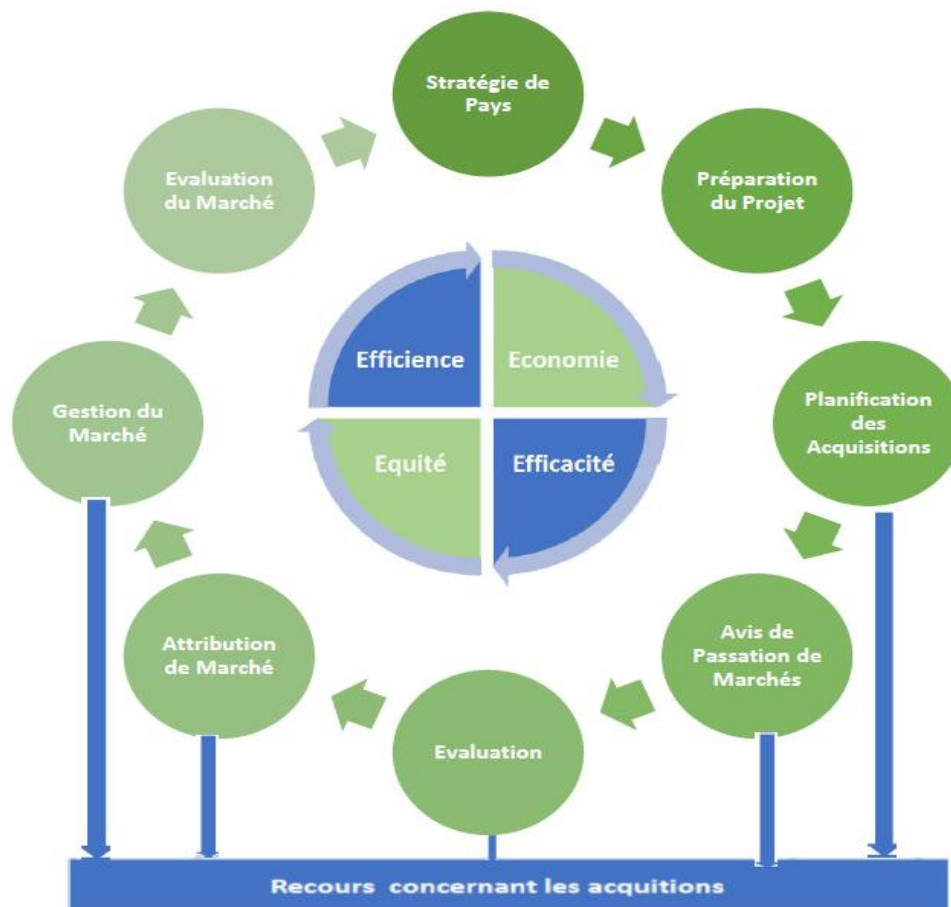 Stratégie de
Pays
Préparation
du Projet
Planification
des
Acquisitions
Avis de
Passation de
Marchés
Evaluation
Attribution
de Marché
Gestion du
Marché
Evaluation
du Marché
Efficience
Economie
Equité
Efficacité
Recours concernant les acquitions